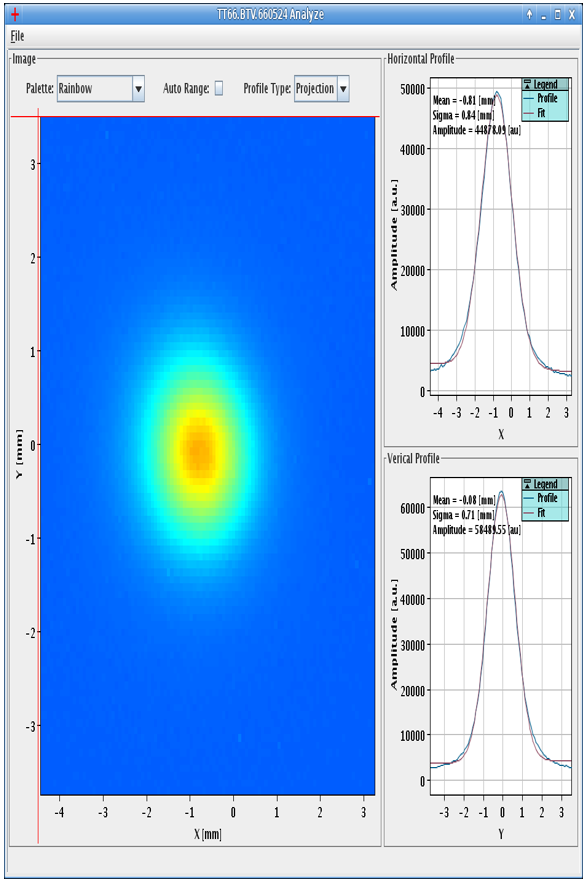 TT66.BTV.660524 Analyze
File
Image
Palette: Rainbow Auto Range: Profile Type: Projection
3
2
1
0
-1
-2
-3
Y [mm]
-4 -3 -2 -1 0 1 2 3
X [mm]
Horizontal Profile
Mean = -0.81 [mm]
Sigma = 0.84 [mm]
Amplitude = 44878.09 [au]
Legend
Profile
Fit
50000
40000
30000
20000
10000
0
Amplitude [a.u.]
-4 -3 -2 -1 0 1 2 3
X
Verical Profile
Mean = -0.08 [mm]
Sigma = 0.71 [mm]
Amplitude = 58489.55 [au]
Legend
Profile
Fit
60000
50000
40000
30000
20000
10000
0
Amplitude [a.u.]
-3 -2 -1 0 1 2 3
Y